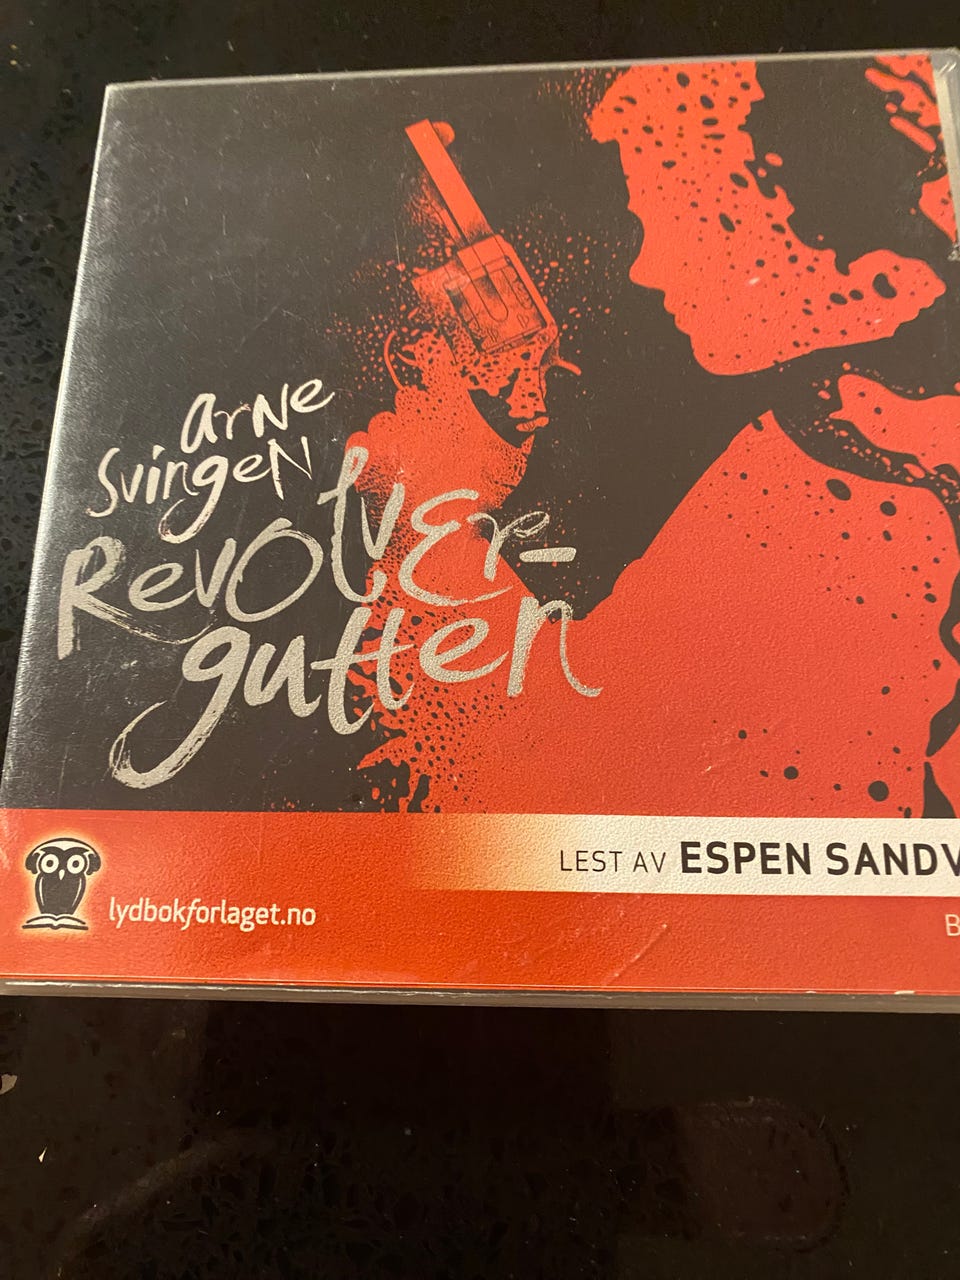 arNe
SviNgeN
RevOlvEr-
gutten
LEST AV ESPEN SANDV
lydbokforlaget.no
B